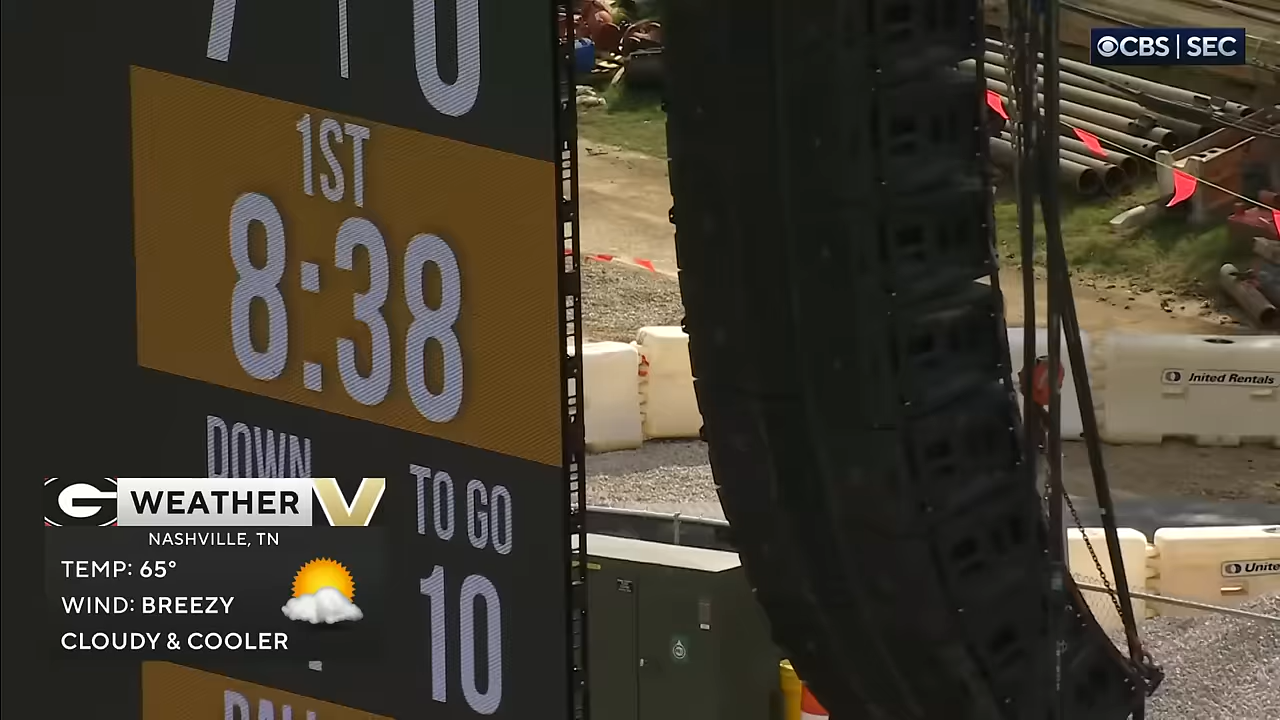 CBS | SEC
1ST
8:38
DOWN
TO GO
10
G WEATHER V
NASHVILLE, TN
TEMP: 65°
WIND: BREEZY
CLOUDY & COOLER
United Rentals